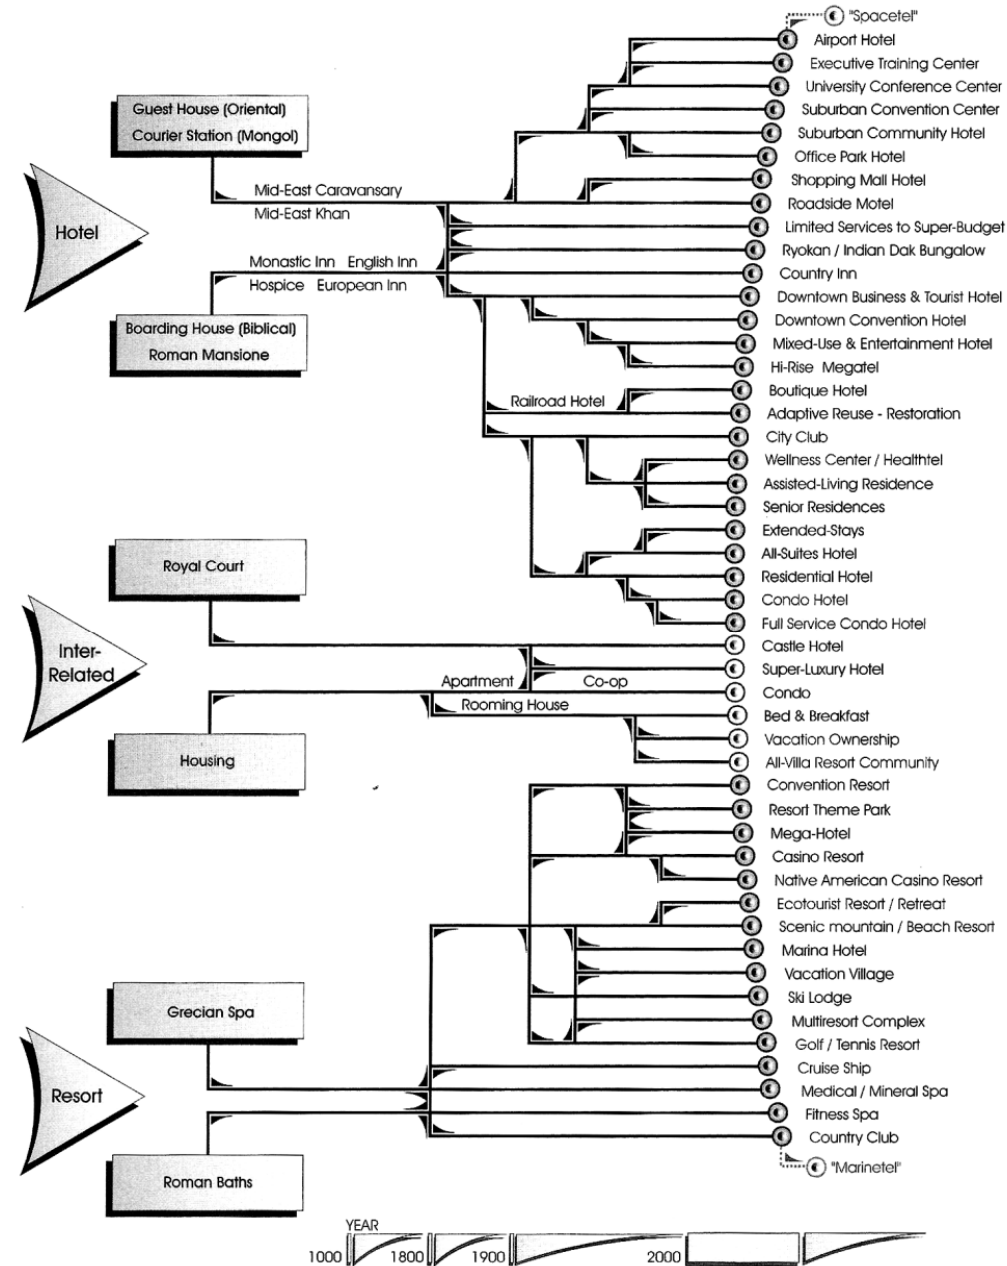 "Spacetel"
Airport Hotel
Executive Training Center
University Conference Center
Suburban Convention Center
Guest House (Oriental)
Courier Station (Mongol)
Suburban Community Hotel
Office Park Hotel
Shopping Mall Hotel
Mid-East Caravansary
Roadside Motel
Mid-East Khan
Limited Services to Super-Budget
Hotel
Ryokan / Indian Dak Bungalow
Monastic Inn English Inn
Country Inn
Hospice European Inn
Downtown Business & Tourist Hotel
Downtown Convention Hotel
Boarding House (Biblical)
Roman Mansione
Mixed-Use & Entertainment Hotel
Hi-Rise Megatel
Boutique Hotel
Railroad Hotel
Adaptive Reuse - Restoration
City Club
Wellness Center / Healthtel
Assisted-Living Residence
Senior Residences
Extended-Stays
All-Suites Hotel
Royal Court
Residential Hotel
Condo Hotel
Full Service Condo Hotel
Castle Hotel
Inter-
Related
Super-Luxury Hotel
Apartment
Co-op
Condo
Rooming House
Bed & Breakfast
Vacation Ownership
Housing
All-Villa Resort Community
Convention Resort
Resort Theme Park
Mega-Hotel
Casino Resort
Native American Casino Resort
Ecotourist Resort / Retreat
Scenic mountain / Beach Resort
Marina Hotel
Vacation Village
Ski Lodge
Grecian Spa
Multiresort Complex
Golf / Tennis Resort
Cruise Ship
Resort
Medical / Mineral Spa
Fitness Spa
Country Club
"Marinetel"
Roman Baths
YEAR
1000 1800 1900 2000